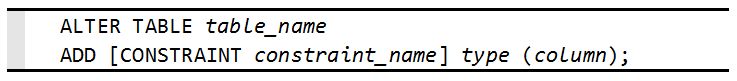 ALTER TABLE table_name
ADD [CONSTRAINT constraint_name] type (column);